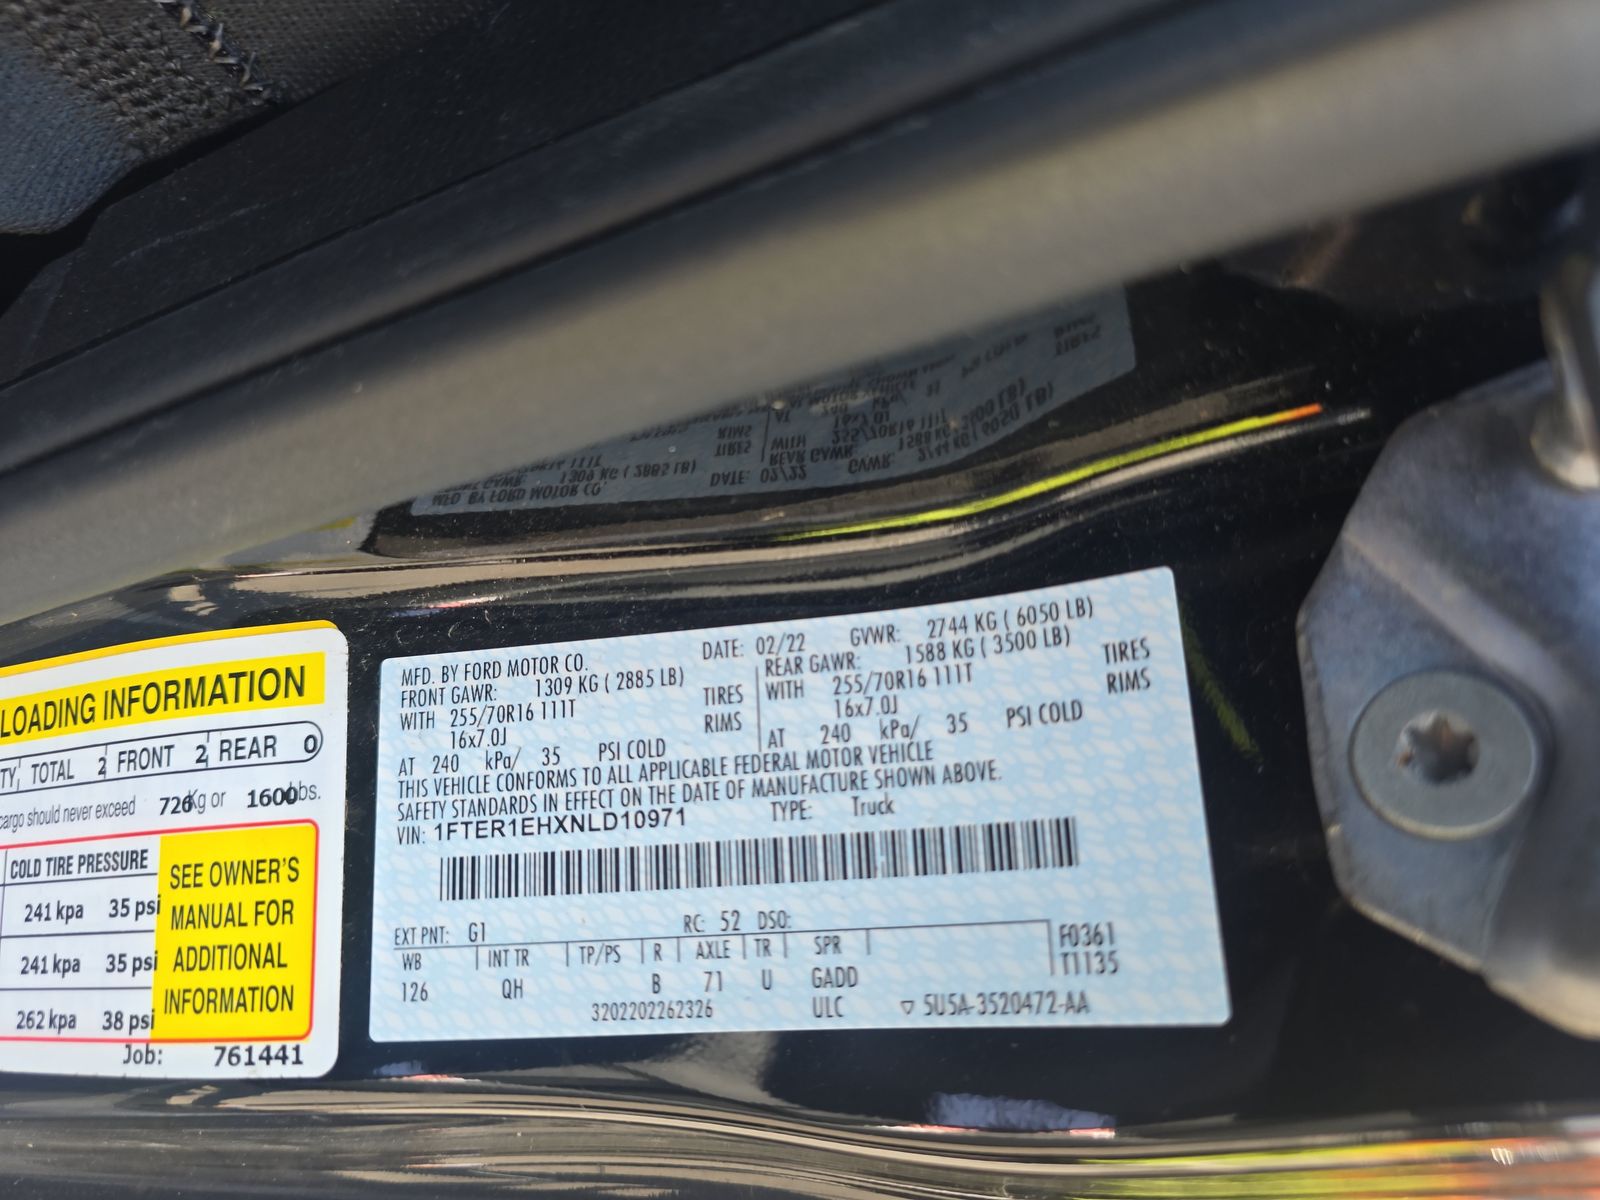 LOADING INFORMATION
TOTAL 2 FRONT 2 REAR 0
cargo should never exceed 726 Kg or 1600 lbs.
COLD TIRE PRESSURE
241 kpa 35 psi
241 kpa 35 psi
262 kpa 38 psi
SEE OWNER'S
MANUAL FOR
ADDITIONAL
INFORMATION
Job: 761441
MFD. BY FORD MOTOR CO. DATE: 02/22 GVWR: 2744 KG ( 6050 LB)
FRONT GAWR: 1309 KG ( 2885 LB) REAR GAWR: 1588 KG ( 3500 LB)
WITH 255/70R16 111T TIRES WITH 255/70R16 111T TIRES
16x7.0J RIMS 16x7.0J RIMS
AT 240 kPa/ 35 PSI COLD AT 240 kPa/ 35 PSI COLD
THIS VEHICLE CONFORMS TO ALL APPLICABLE FEDERAL MOTOR VEHICLE
SAFETY STANDARDS IN EFFECT ON THE DATE OF MANUFACTURE SHOWN ABOVE.
VIN: 1FTER1EHXNLD10971 TYPE: Truck
EXT PNT: G1 RC: 52 DSO:
WB INT TR TP/PS R AXLE TR SPR F0361
126 QH B 71 U GADD T1135
3202202262326 ULC ▽ 5U5A-3520472-AA